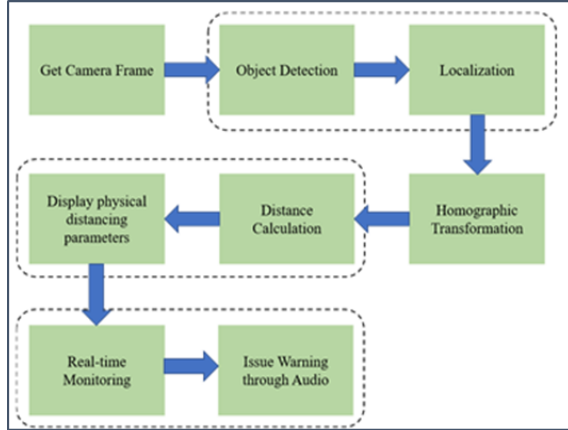 Get Camera Frame
Object Detection
Localization
Display physical
distancing
parameters
Distance
Calculation
Homographic
Transformation
Real-time
Monitoring
Issue Warning
through Audio